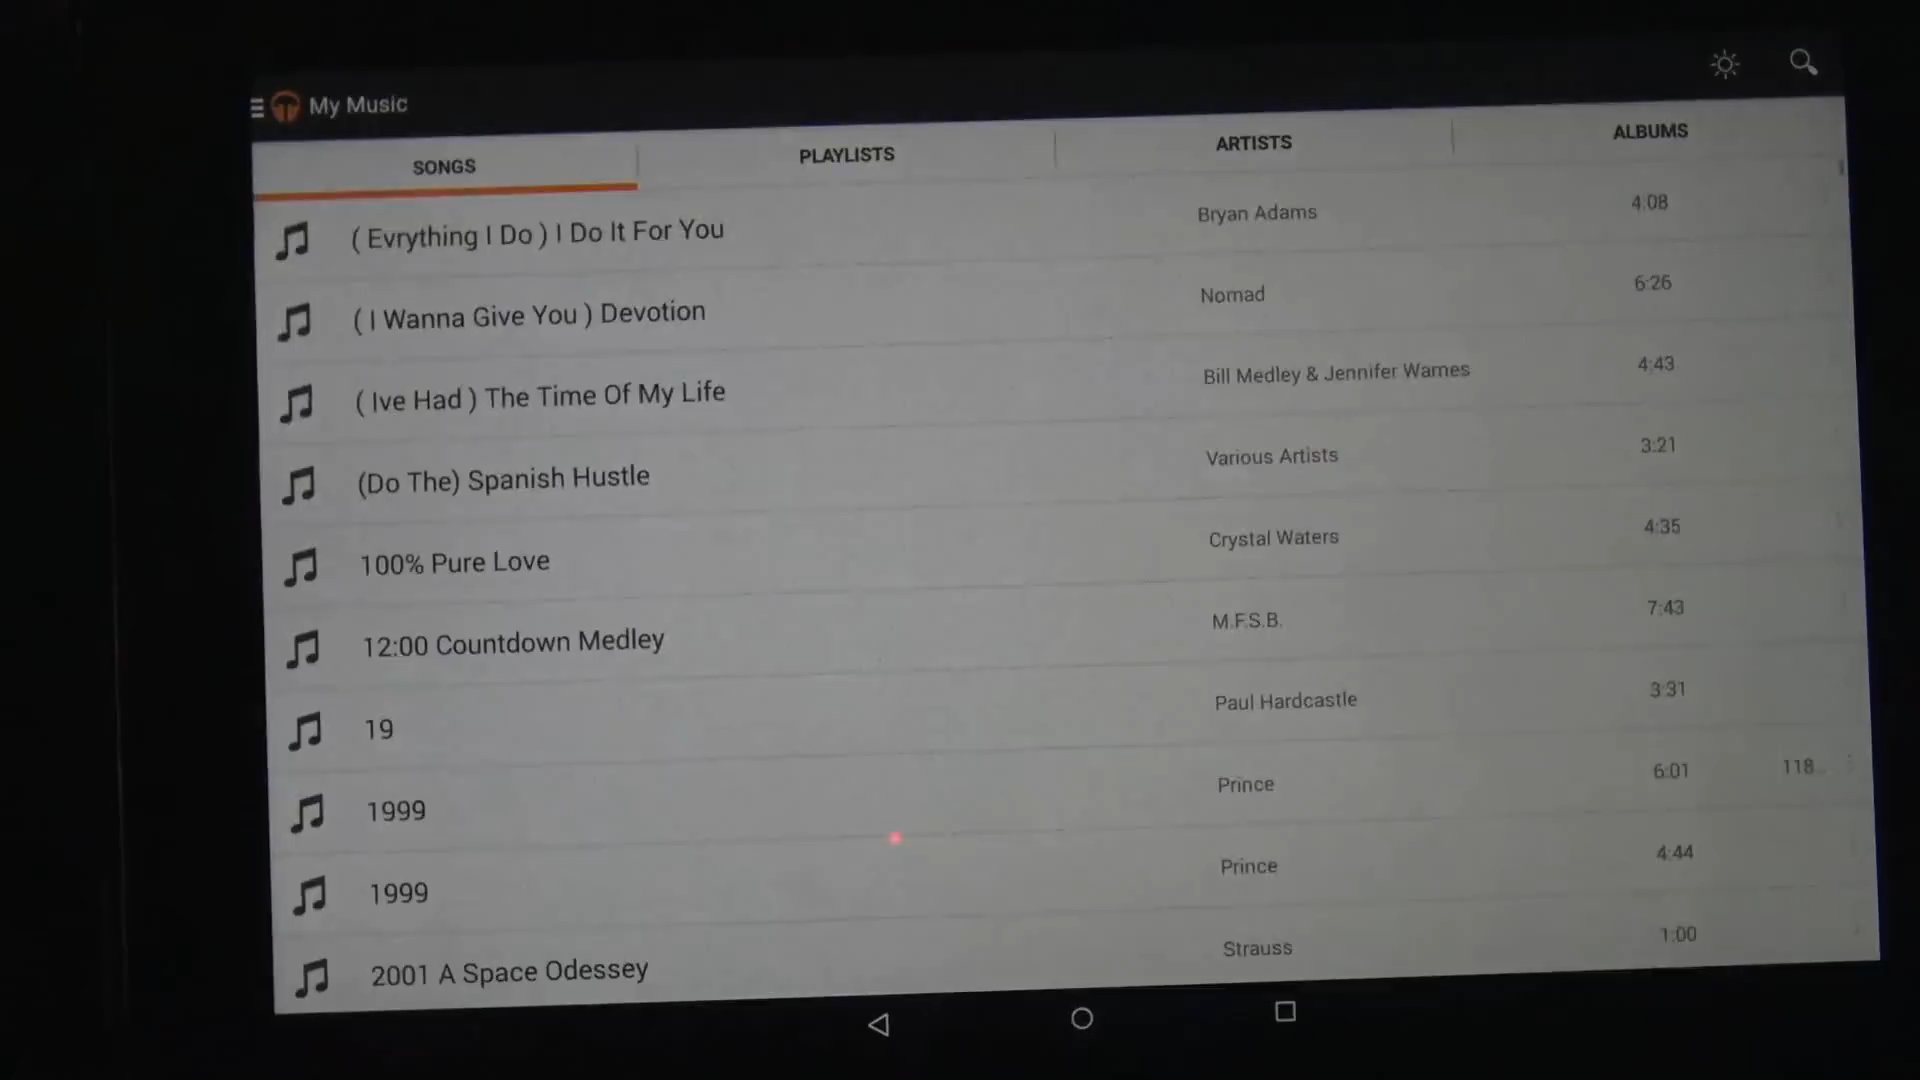 My Music
SONGS PLAYLISTS ARTISTS ALBUMS
( Evrything I Do ) I Do It For You Bryan Adams 4:08
( I Wanna Give You ) Devotion Nomad 6:26
( Ive Had ) The Time Of My Life Bill Medley & Jennifer Warnes 4:43
(Do The) Spanish Hustle Various Artists 3:21
100% Pure Love Crystal Waters 4:35
12:00 Countdown Medley M.F.S.B. 7:43
19 Paul Hardcastle 3:31
1999 Prince 6:01 118...
1999 Prince 4:44
2001 A Space Odessey Strauss 1:00